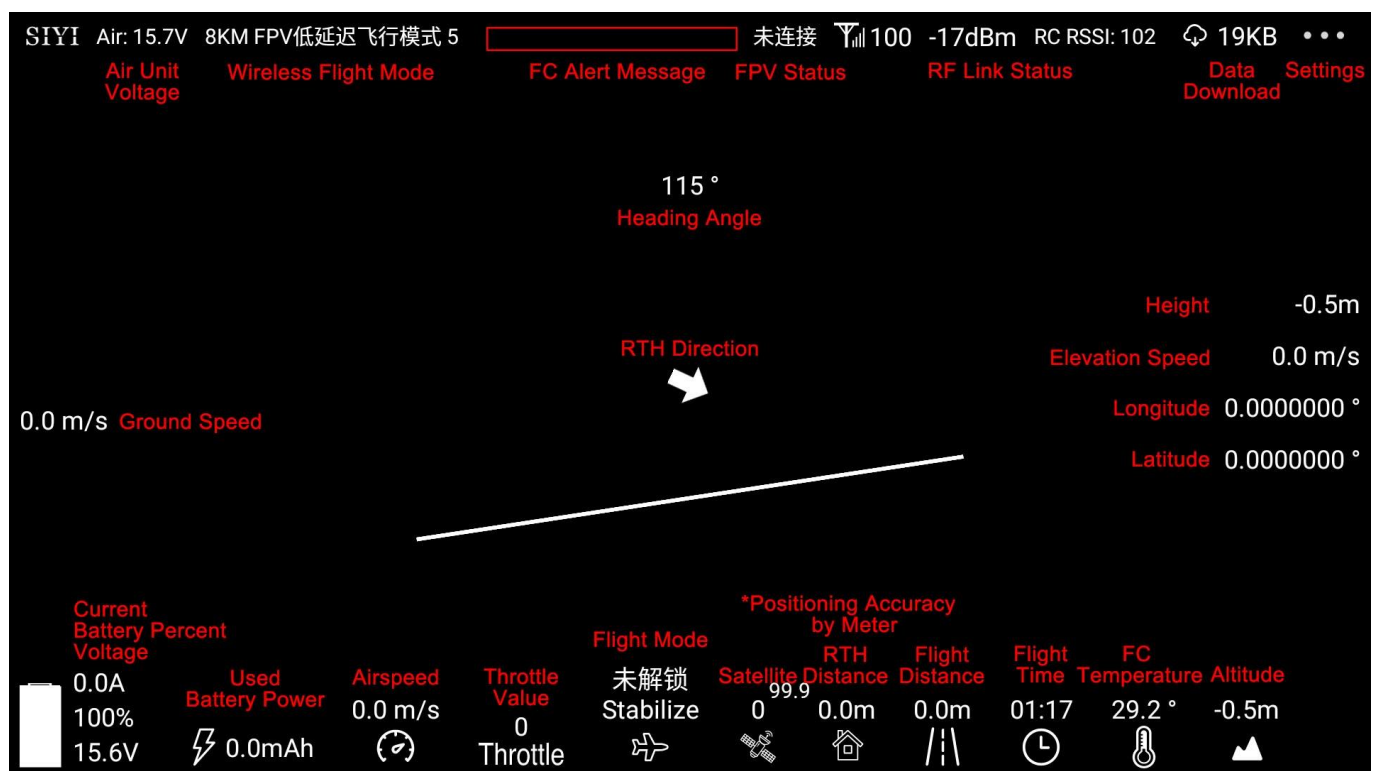 SIYI Air: 15.7V 8KM FPV低延迟飞行模式 5 未连接 100 -17dBm RC RSSI: 102 19KB
Air Unit Voltage
Wireless Flight Mode
FC Alert Message
FPV Status
RF Link Status
Data Download
Settings
115 °
Heading Angle
Height -0.5m
RTH Direction
Elevation Speed 0.0 m/s
Longitude 0.0000000 °
0.0 m/s Ground Speed
Latitude 0.0000000 °
Current
Battery Percent
Voltage
0.0A
100%
15.6V
Used
Battery Power
0.0mAh
Airspeed
0.0 m/s
Throttle
Value
0
Throttle
Flight Mode
未解锁
Stabilize
*Positioning Accuracy
by Meter
Satellite
99.9
0
RTH
Distance
0.0m
Flight
Distance
0.0m
Flight
Time
01:17
FC
Temperature
29.2 °
Altitude
-0.5m